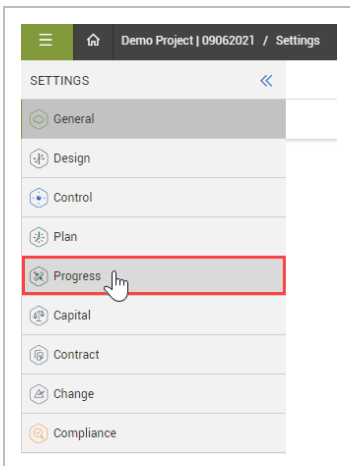 Demo Project | 09062021 / Settings
SETTINGS
General
Design
Control
Plan
Progress
Capital
Contract
Change
Compliance